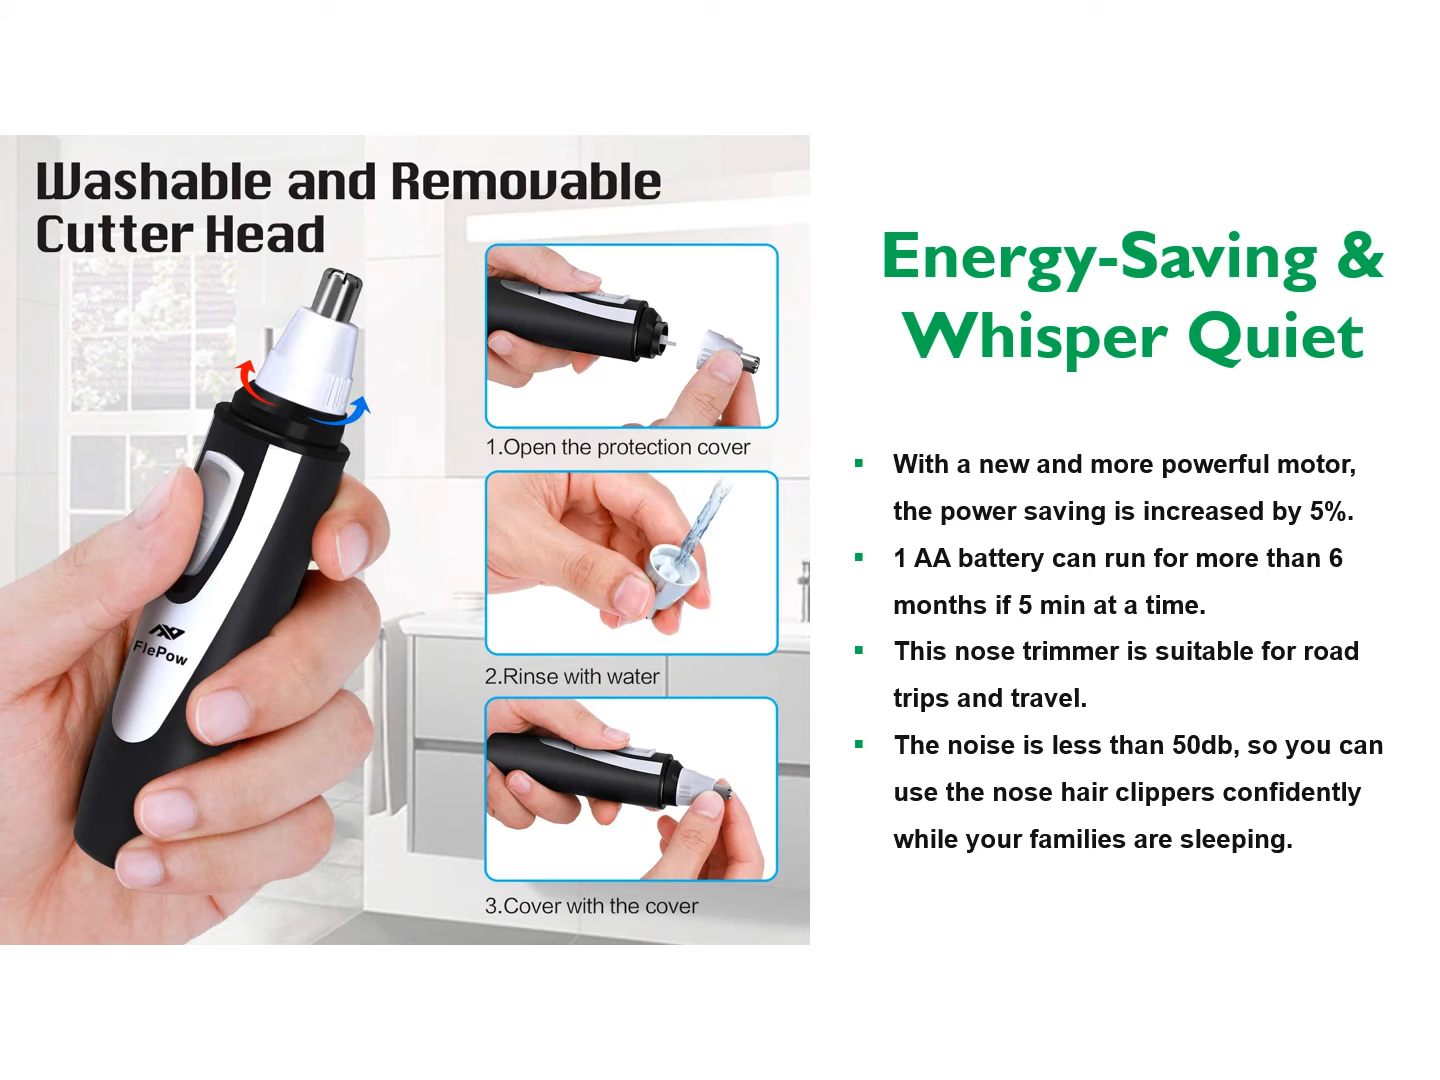 Washable and Removable
Cutter Head
FlePow
1.Open the protection cover
2.Rinse with water
3.Cover with the cover
Energy-Saving &
Whisper Quiet
▪ With a new and more powerful motor,
the power saving is increased by 5%.
▪ 1 AA battery can run for more than 6
months if 5 min at a time.
▪ This nose trimmer is suitable for road
trips and travel.
▪ The noise is less than 50db, so you can
use the nose hair clippers confidently
while your families are sleeping.